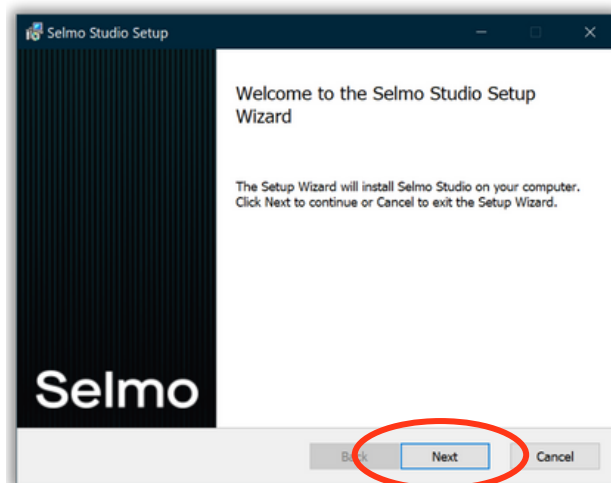 Selmo Studio Setup
Welcome to the Selmo Studio Setup
Wizard
The Setup Wizard will install Selmo Studio on your computer.
Click Next to continue or Cancel to exit the Setup Wizard.
Selmo
Back
Next
Cancel